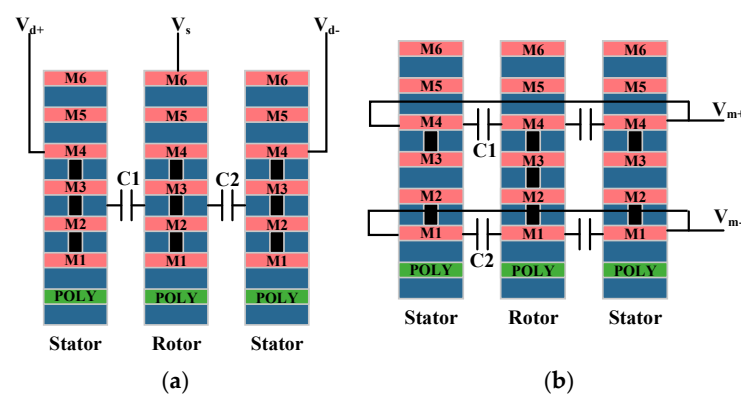 V_d+ V_s V_d-
M6 M6 M6
M5 M5 M5
M4 M4 M4
C1 C2
M3 M3 M3
M2 M2 M2
M1 M1 M1
POLY POLY POLY
Stator Rotor Stator
(a)
M6 M6 M6
M5 M5 M5
V_m+
M4 M4 M4
C1
M3 M3 M3
M2 M2 M2
V_m-
M1 M1 M1
C2
POLY POLY POLY
Stator Rotor Stator
(b)